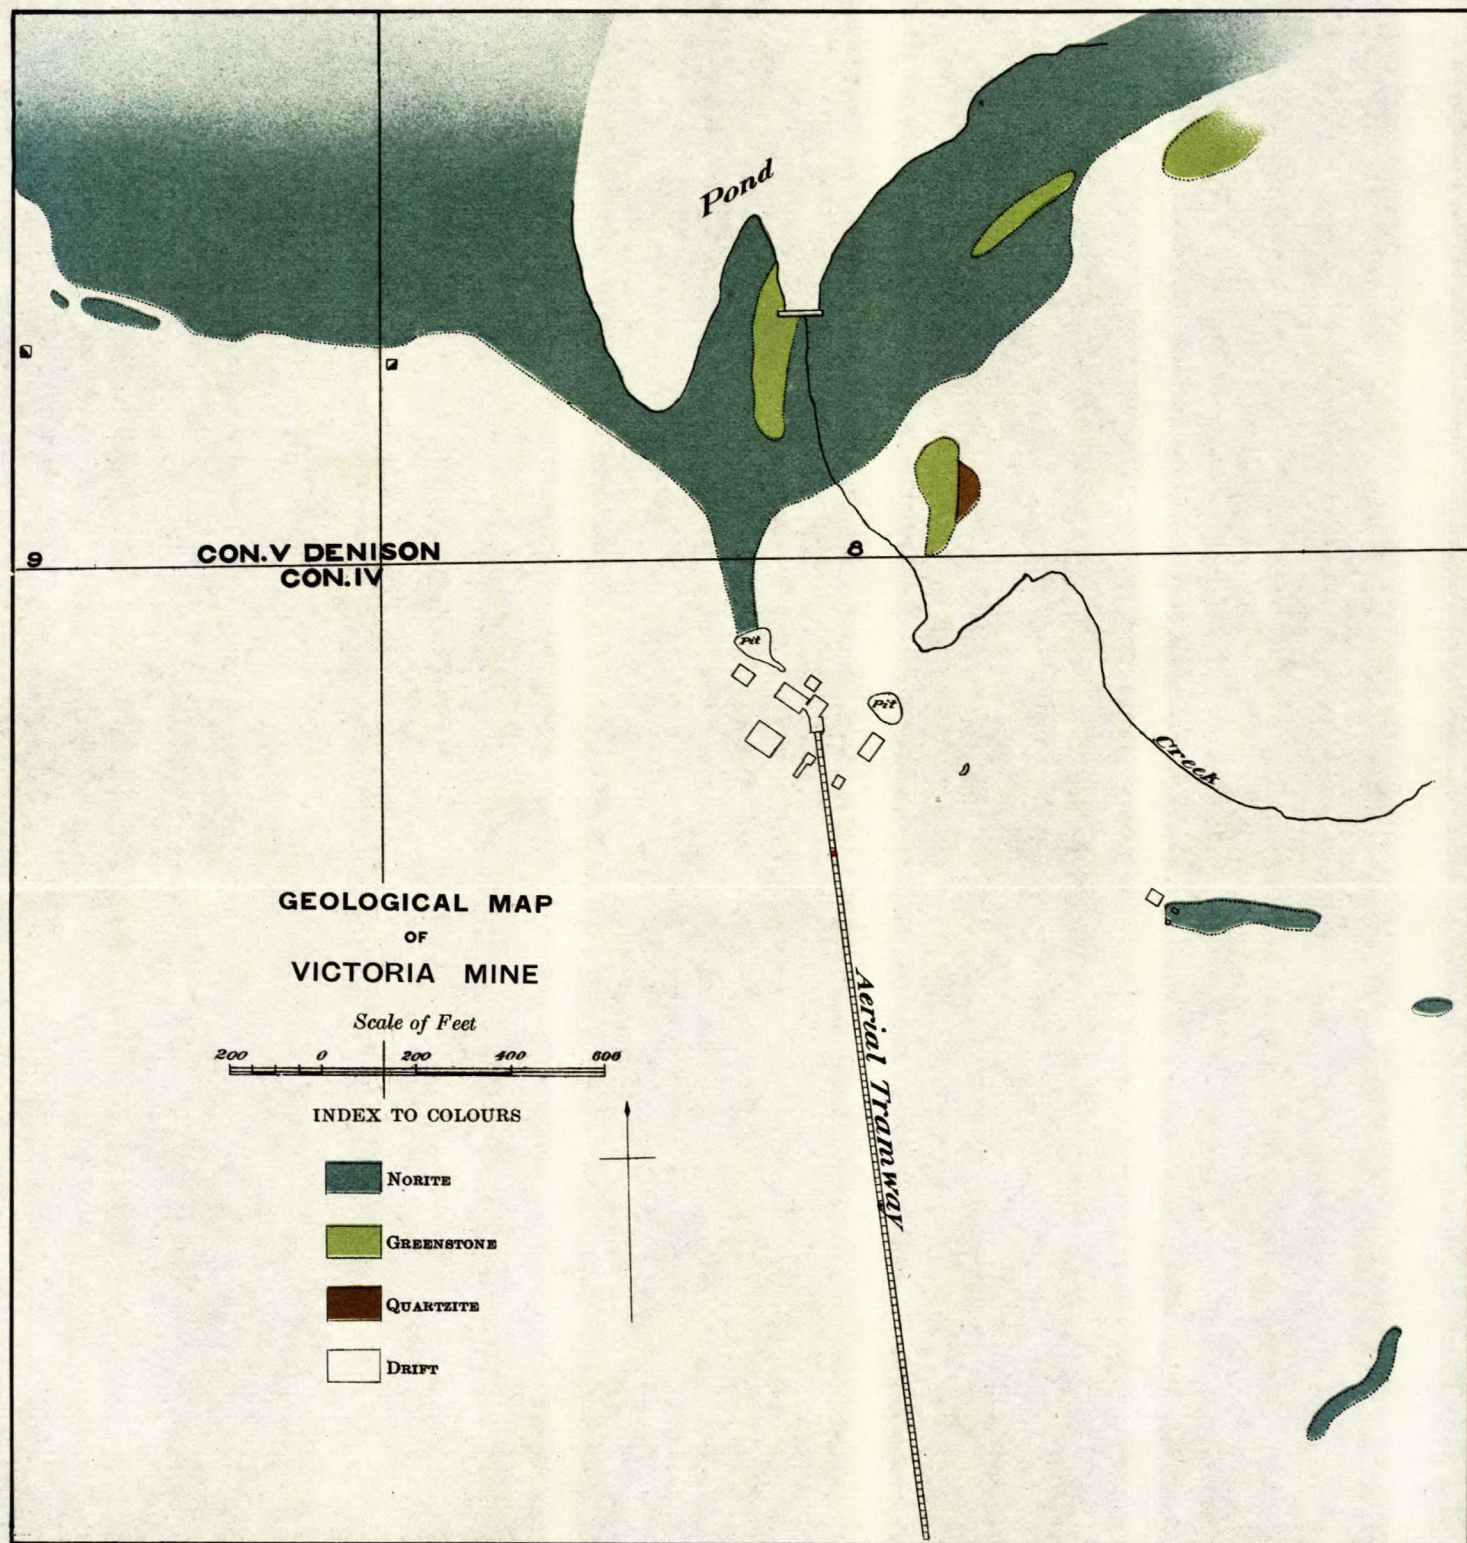 Pond
CON. V DENISON
CON. IV
9
8
Pit
Pit
Creek
GEOLOGICAL MAP
OF
VICTORIA MINE
Scale of Feet
200 0 200 400 600
Aerial Tramway
INDEX TO COLOURS
NORITE
GREENSTONE
QUARTZITE
DRIFT